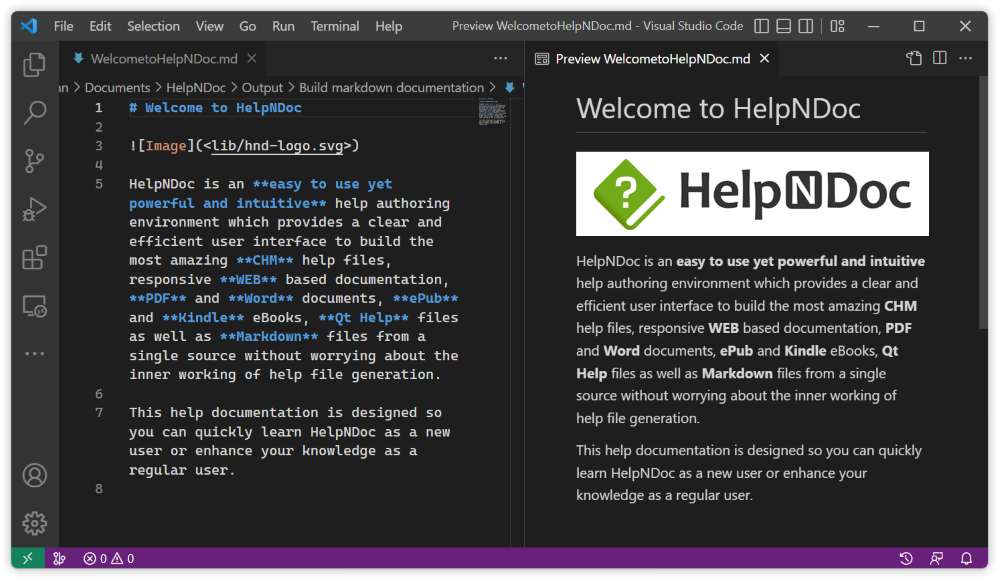 File Edit Selection View Go Run Terminal Help Preview WelcometoHelpNDoc.md - Visual Studio Code
WelcometoHelpNDoc.md
Documents > HelpNDoc > Output > Build markdown documentation >
1 # Welcome to HelpNDoc
2
3 ![Image](<lib/hnd-logo.svg>)
4
5 HelpNDoc is an **easy to use yet
powerful and intuitive** help authoring
environment which provides a clear and
efficient user interface to build the
most amazing **CHM** help files,
responsive **WEB** based documentation,
**PDF** and **Word** documents, **ePub**
and **Kindle** eBooks, **Qt Help** files
as well as **Markdown** files from a
single source without worrying about the
inner working of help file generation.
6
7 This help documentation is designed so
you can quickly learn HelpNDoc as a new
user or enhance your knowledge as a
regular user.
8
Preview WelcometoHelpNDoc.md
Welcome to HelpNDoc
? HelpNDoc
HelpNDoc is an easy to use yet powerful and intuitive
help authoring environment which provides a clear and
efficient user interface to build the most amazing CHM
help files, responsive WEB based documentation, PDF
and Word documents, ePub and Kindle eBooks, Qt
Help files as well as Markdown files from a single
source without worrying about the inner working of
help file generation.
This help documentation is designed so you can quickly
learn HelpNDoc as a new user or enhance your
knowledge as a regular user.
0 0